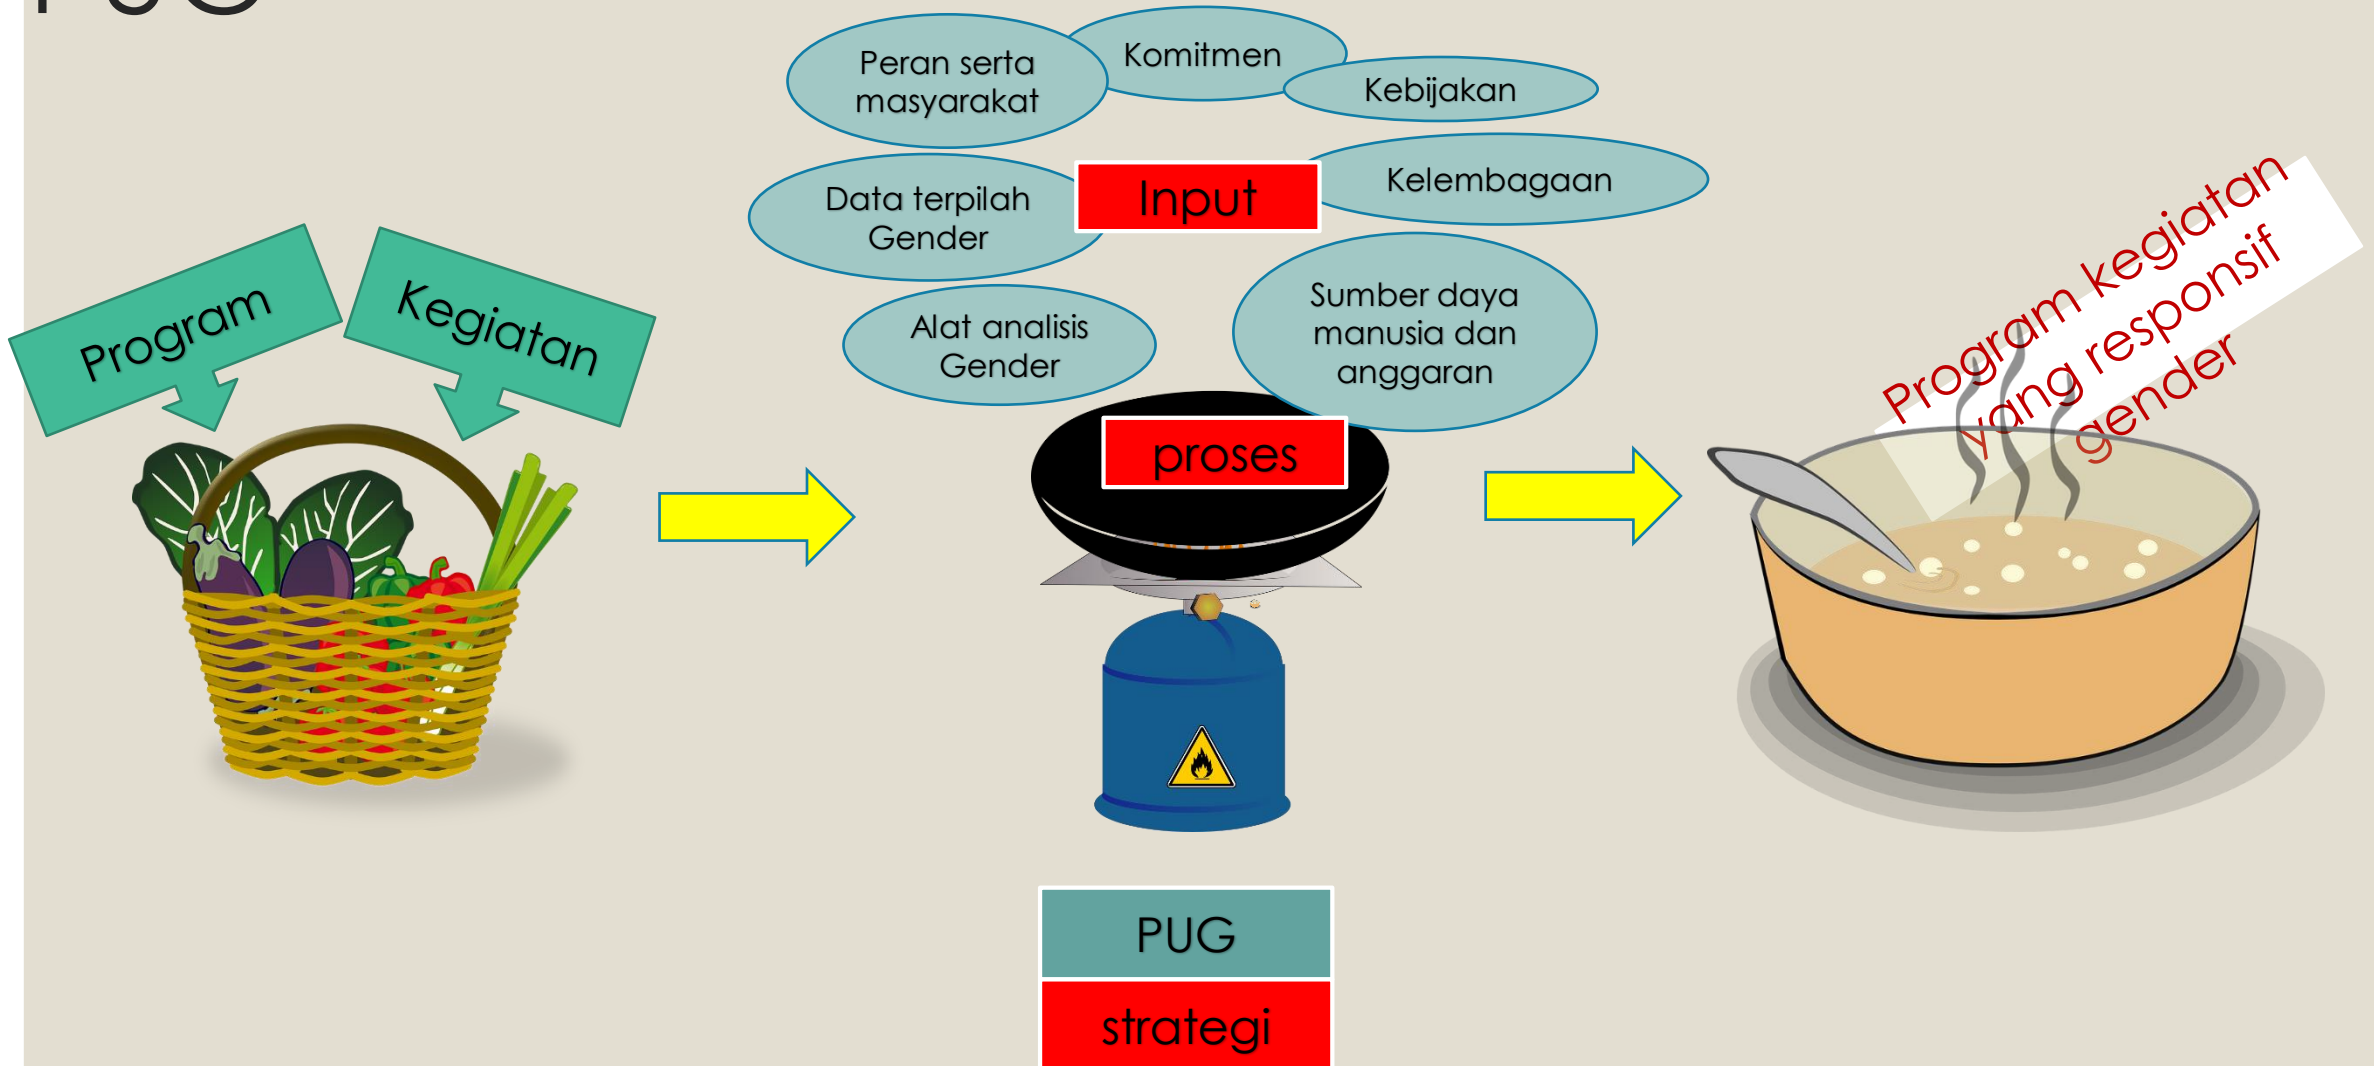 PUG
Peran serta
masyarakat
Komitmen
Kebijakan
Data terpilah
Gender
Input
Kelembagaan
Alat analisis
Gender
Sumber daya
manusia dan
anggaran
Program
Kegiatan
proses
Program kegiatan
yang responsif
gender
PUG
strategi